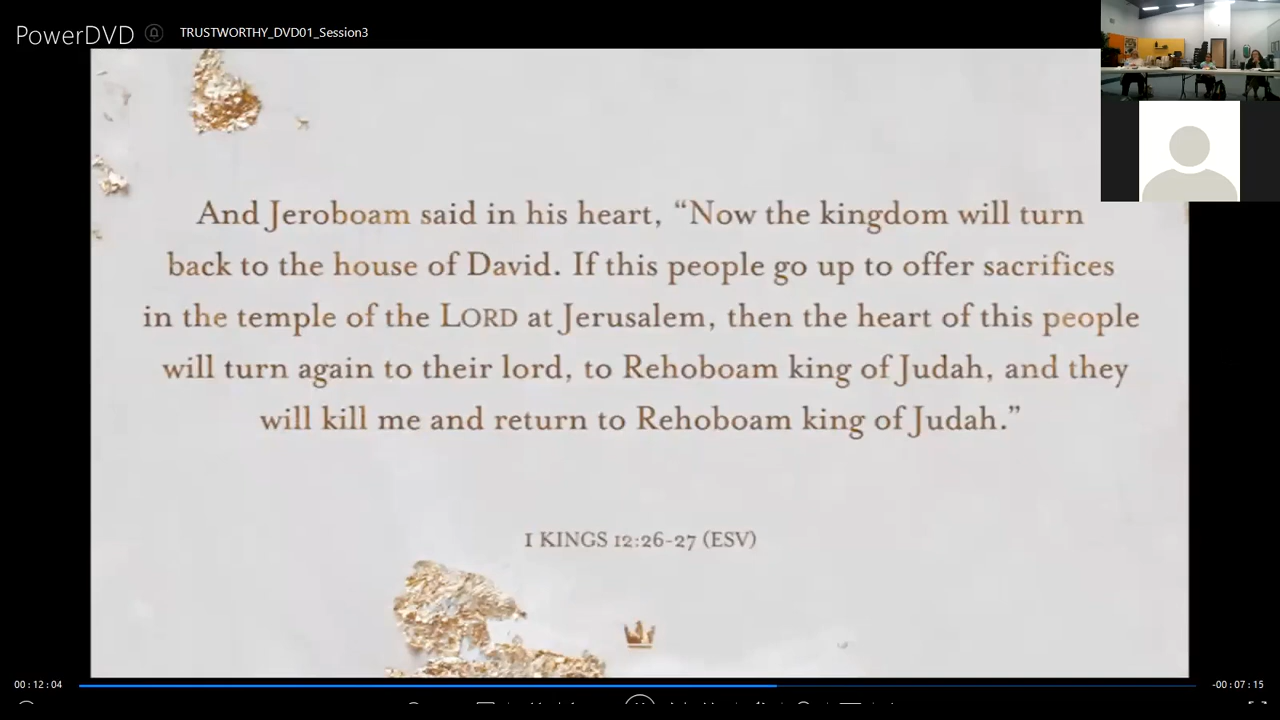 PowerDVD
TRUSTWORTHY_DVD01_Session3
And Jeroboam said in his heart, “Now the kingdom will turn
back to the house of David. If this people go up to offer sacrifices
in the temple of the LORD at Jerusalem, then the heart of this people
will turn again to their lord, to Rehoboam king of Judah, and they
will kill me and return to Rehoboam king of Judah.”
1 KINGS 12:26-27 (ESV)
00:12:04
-00:07:15